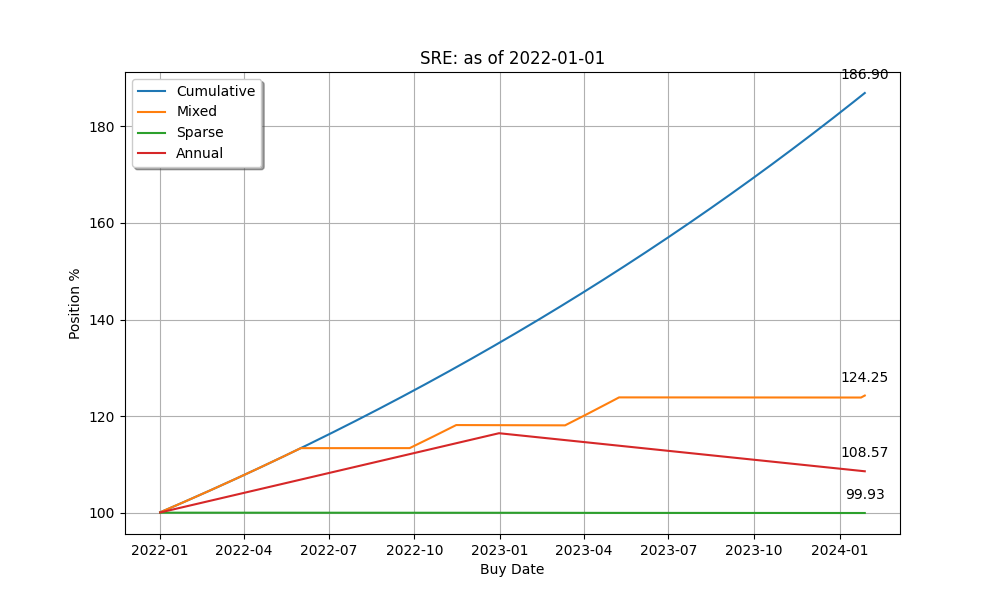 SRE: as of 2022-01-01
186.90
Cumulative
Mixed
Sparse
Annual
180
160
140
120
100
124.25
108.57
99.93
Position %
2022-01 2022-04 2022-07 2022-10 2023-01 2023-04 2023-07 2023-10 2024-01
Buy Date